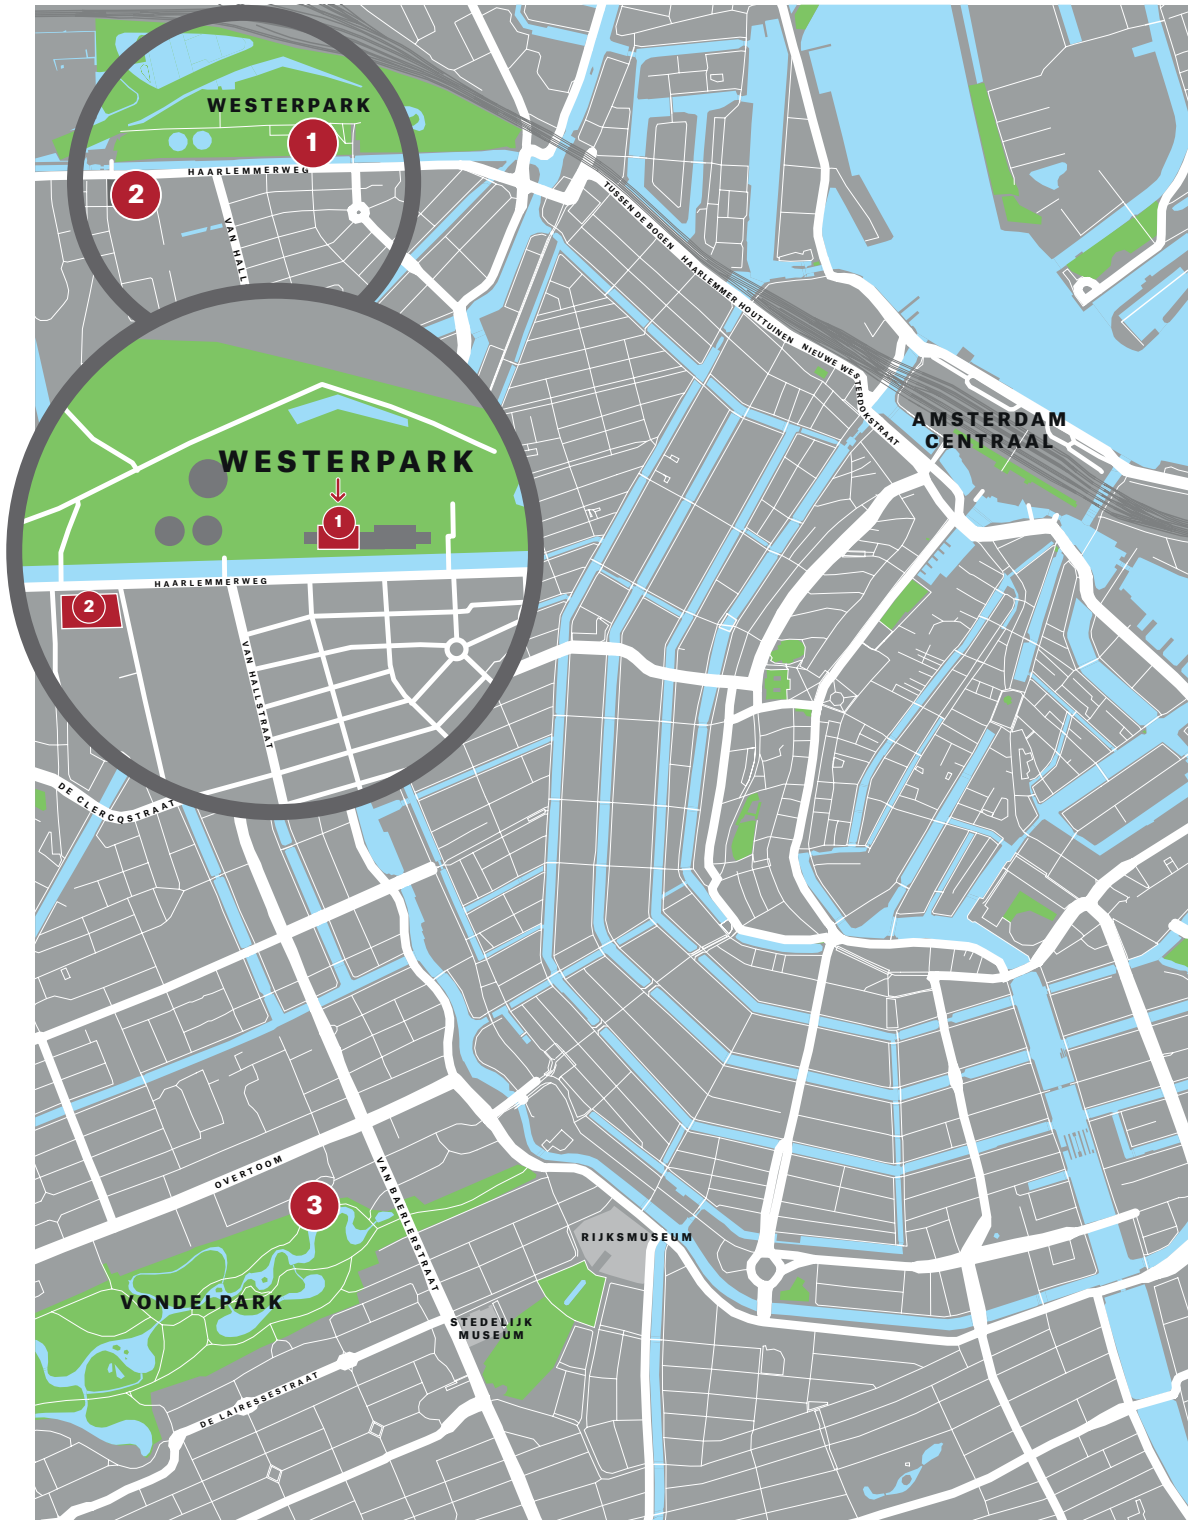 WESTERPARK
1
HAARLEMMERWEG
2
VAN HALL
TUSSEN DE BOGEN
HAARLEMMER HOUTTUINEN
NIEUWE WESTERDOKSTRAAT
AMSTERDAM
CENTRAAL
WESTERPARK
1
HAARLEMMERWEG
2
VAN HALLSTRAAT
DE CLERCQSTRAAT
OVERTOOM
VAN BAERLERSTRAAT
3
RIJKSMUSEUM
VONDELPARK
STEDELIJK
MUSEUM
DE LAIRESSESTRAAT